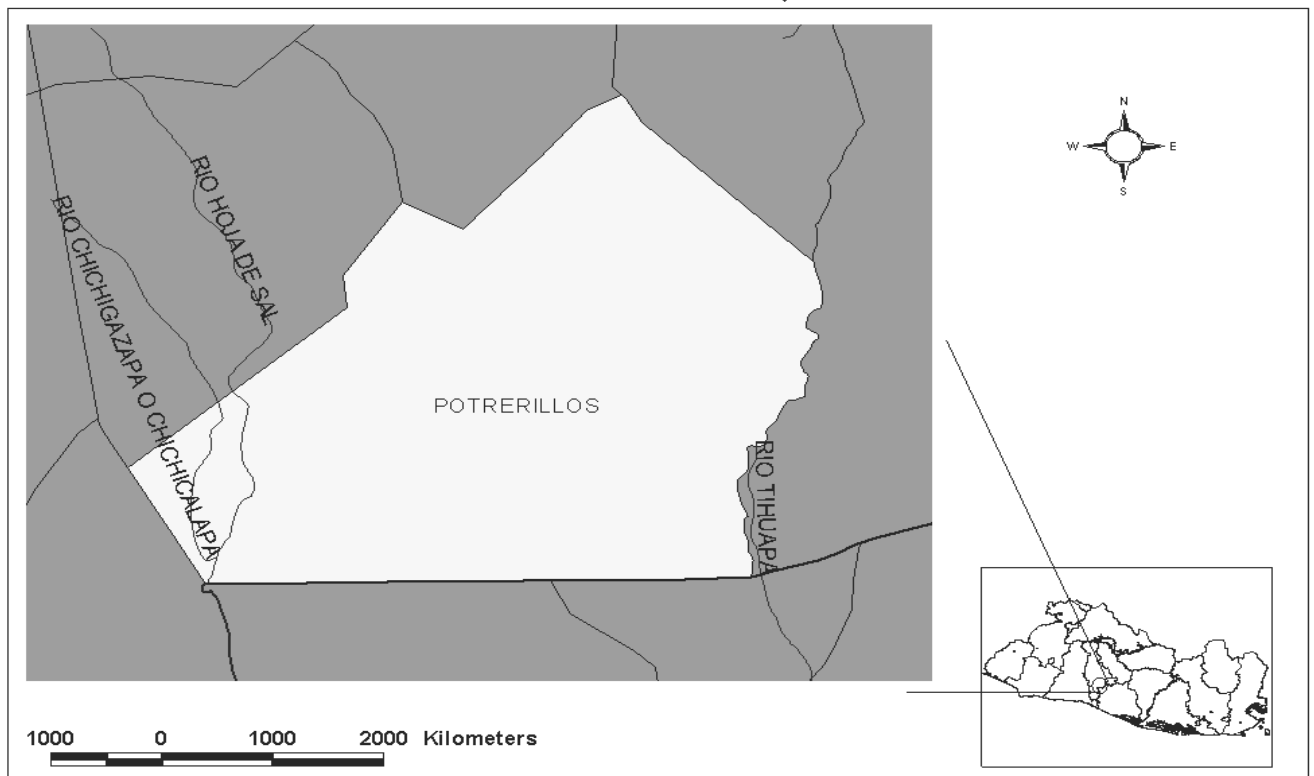 N
W E
S
RIO HOJA DE SAL
RIO CHICHIGAZAPA O CHICHICALAPA
POTRERILLOS
RIO TIHUAPA
1000 0 1000 2000 Kilometers